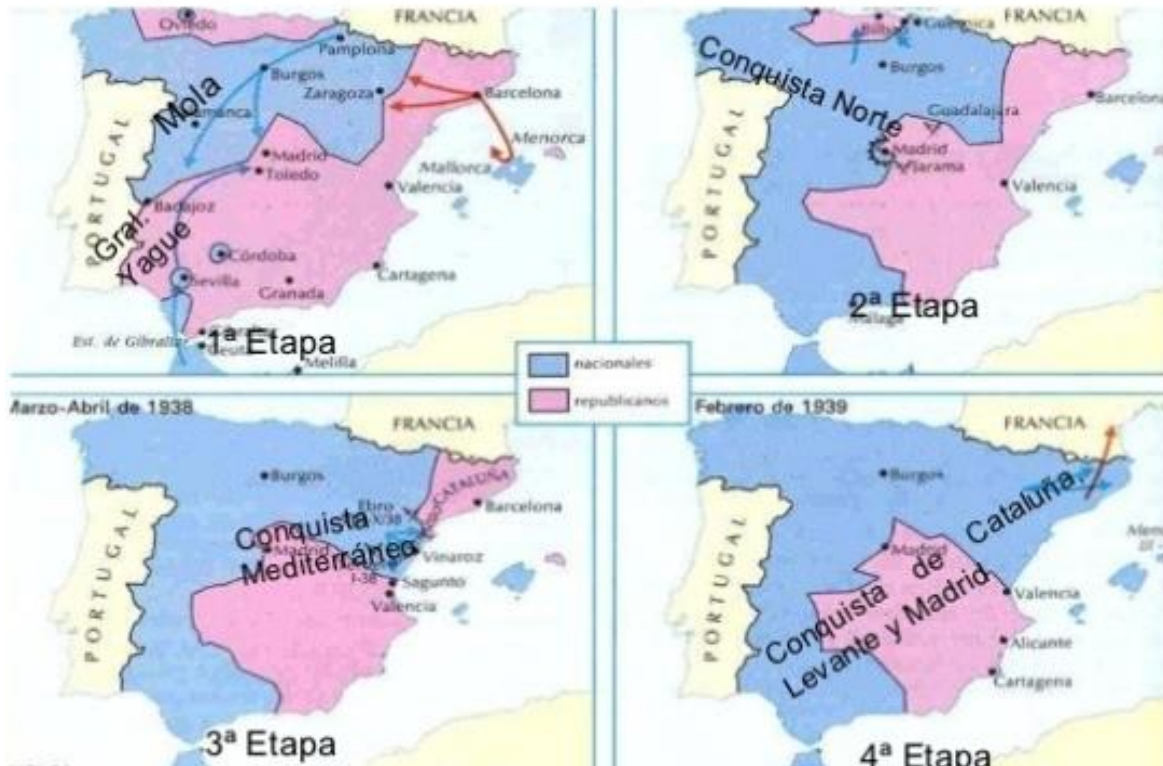 FRANCIA
Oviedo
Pamplona
Burgos
Mola
Zaragoza
Barcelona
Menorca
Mallorca
PORTUGAL
Madrid
Toledo
Valencia
Badajoz
Gral.
Yague
Córdoba
Sevilla
Cartagena
Granada
Est. de Gibraltar
Ceuta
1ª Etapa
Melilla
FRANCIA
Guernica
Bilbao
Burgos
Conquista Norte
Guadalajara
Barcelona
PORTUGAL
Madrid
Jarama
Valencia
2ª Etapa
Málaga
nacionales
republicanos
Marzo-Abril de 1938
FRANCIA
Burgos
CATALUÑA
Barcelona
Ebro
Conquista
Mediterráneo
Madrid
Vinaroz
Sagunto
Valencia
PORTUGAL
3ª Etapa
Febrero de 1939
FRANCIA
Burgos
Cataluña
Madrid
PORTUGAL
Conquista de
Levante y Madrid
Valencia
Alicante
Cartagena
4ª Etapa